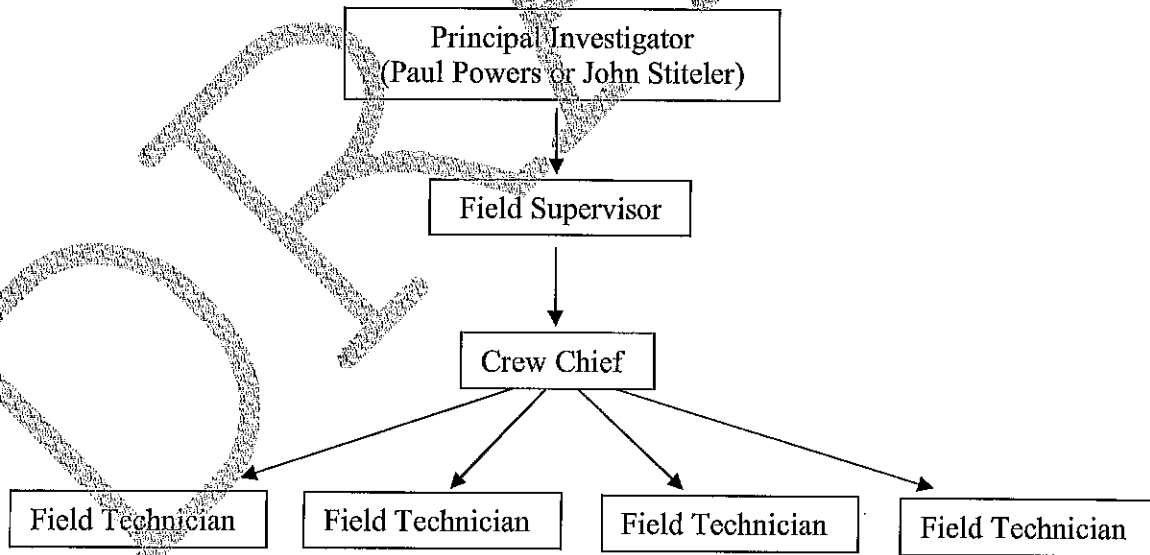 Principal Investigator
(Paul Powers or John Stiteler)
Field Supervisor
Crew Chief
Field Technician
Field Technician
Field Technician
Field Technician